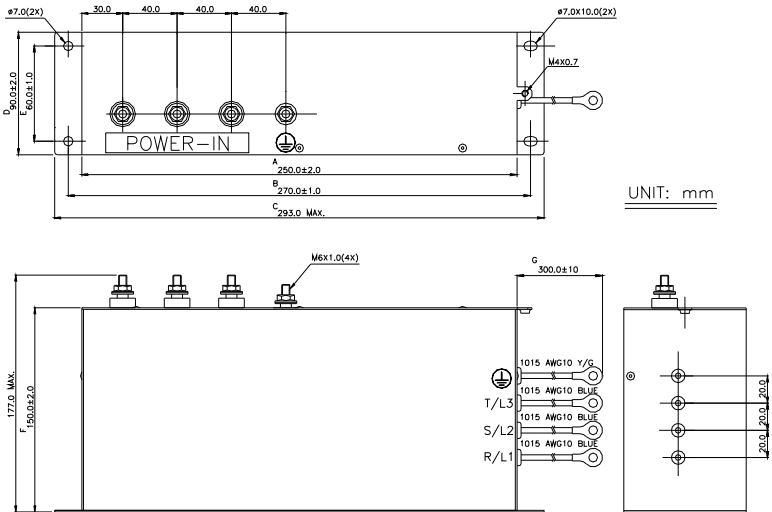 30.0 40.0 40.0 40.0
ø7.0(2X)
ø7.0X10.0(2X)
M4X0.7
D
90.0±2.0
E
60.0±1.0
POWER-IN
A
250.0±2.0
B
270.0±1.0
C
293.0 MAX.
UNIT: mm
M6X1.0(4X)
G
300.0±10
177.0 MAX.
F
150.0±2.0
1015 AWG10 Y/G
1015 AWG10 BLUE
T/L3
1015 AWG10 BLUE
S/L2
1015 AWG10 BLUE
R/L1
20.0
20.0
20.0